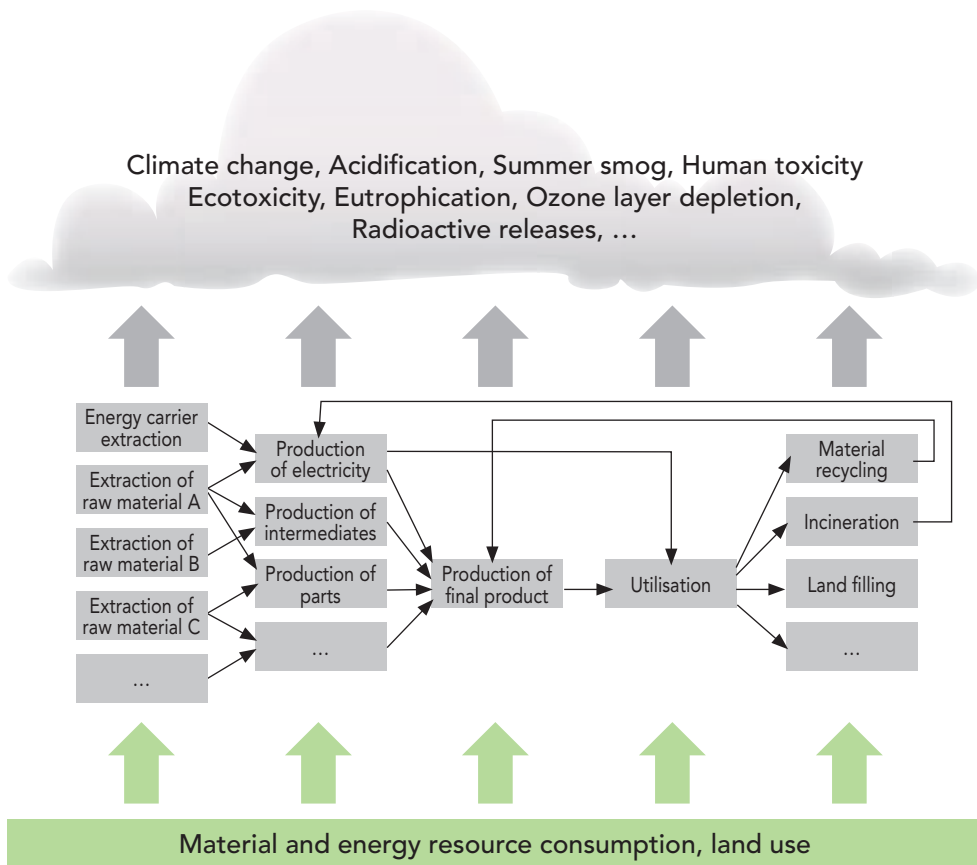 Climate change, Acidification, Summer smog, Human toxicity
Ecotoxicity, Eutrophication, Ozone layer depletion,
Radioactive releases, …
Energy carrier
extraction
Extraction of
raw material A
Extraction of
raw material B
Extraction of
raw material C
…
Production
of electricity
Production of
intermediates
Production of
parts
…
Production of
final product
Utilisation
Material
recycling
Incineration
Land filling
…
Material and energy resource consumption, land use